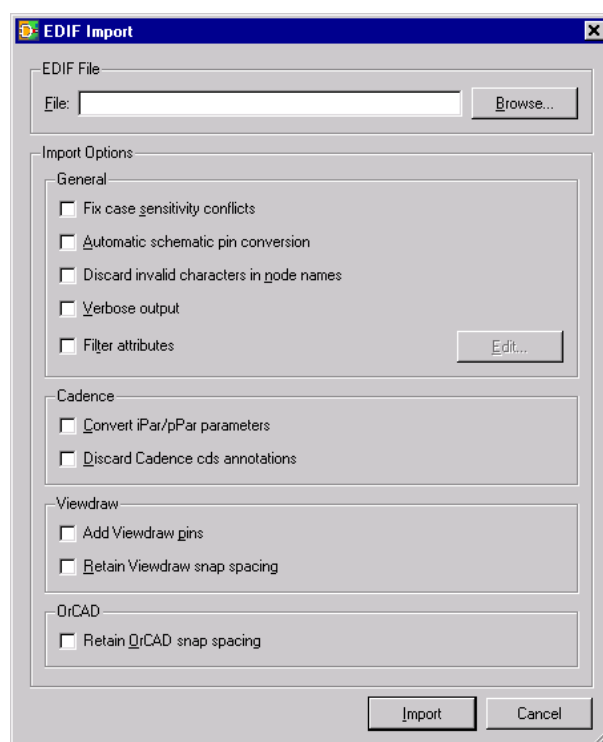 EDIF Import
EDIF File
File:
Browse...
Import Options
General
Fix case sensitivity conflicts
Automatic schematic pin conversion
Discard invalid characters in node names
Verbose output
Filter attributes
Edit...
Cadence
Convert iPar/pPar parameters
Discard Cadence cds annotations
Viewdraw
Add Viewdraw pins
Retain Viewdraw snap spacing
OrCAD
Retain OrCAD snap spacing
Import
Cancel